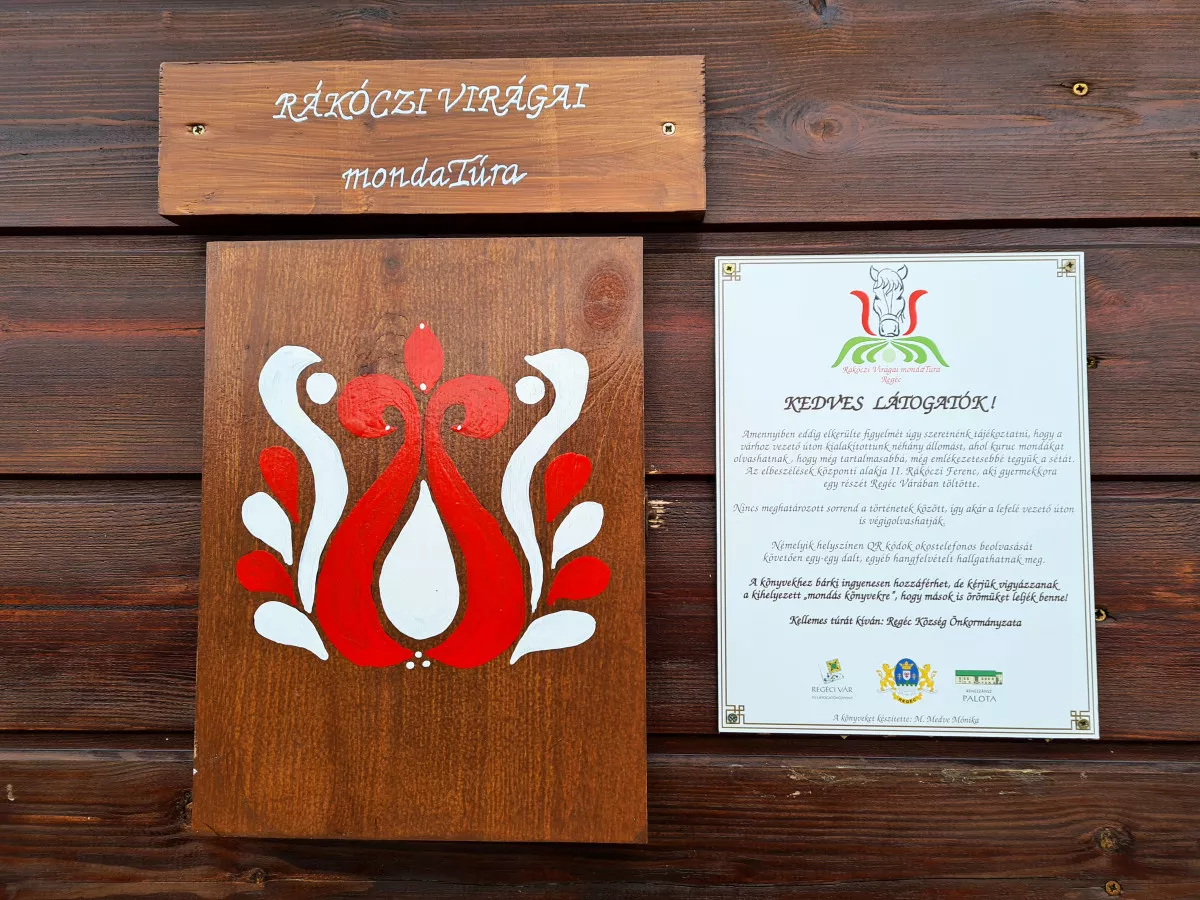 RÁKÓCZI VIRÁGAI
mondaTúra
Rákóczi Virágai mondaTúra
Regéc
KEDVES LÁTOGATÓK!
Amennyiben eddig elkerülte figyelmét úgy szeretnénk tájékoztatni, hogy a
várhoz vezető úton kialakítottunk néhány állomást, ahol kuruc mondákat
olvashatnak , hogy még tartalmasabbá, még emlékezetesebbé tegyük a sétát.
Az elbeszélések központi alakja II. Rákóczi Ferenc, aki gyermekkora
egy részét Regéc Várában töltötte.
Nincs meghatározott sorrend a történetek között, így akár a lefelé vezető úton
is végigolvashatják.
Némelyik helyszínen QR kódok okostelefonos beolvasását
követően egy-egy dalt, egyéb hangfelvételt hallgathatnak meg.
A könyvekhez bárki ingyenesen hozzáférhet, de kérjük vigyázzanak
a kihelyezett „mondás könyvekre", hogy mások is örömüket leljék benne!
Kellemes túrát kíván: Regéc Község Önkormányzata
REGÉCI VÁR
REGÉC
PALOTA
A könyveket készítette: M. Medve Mónika